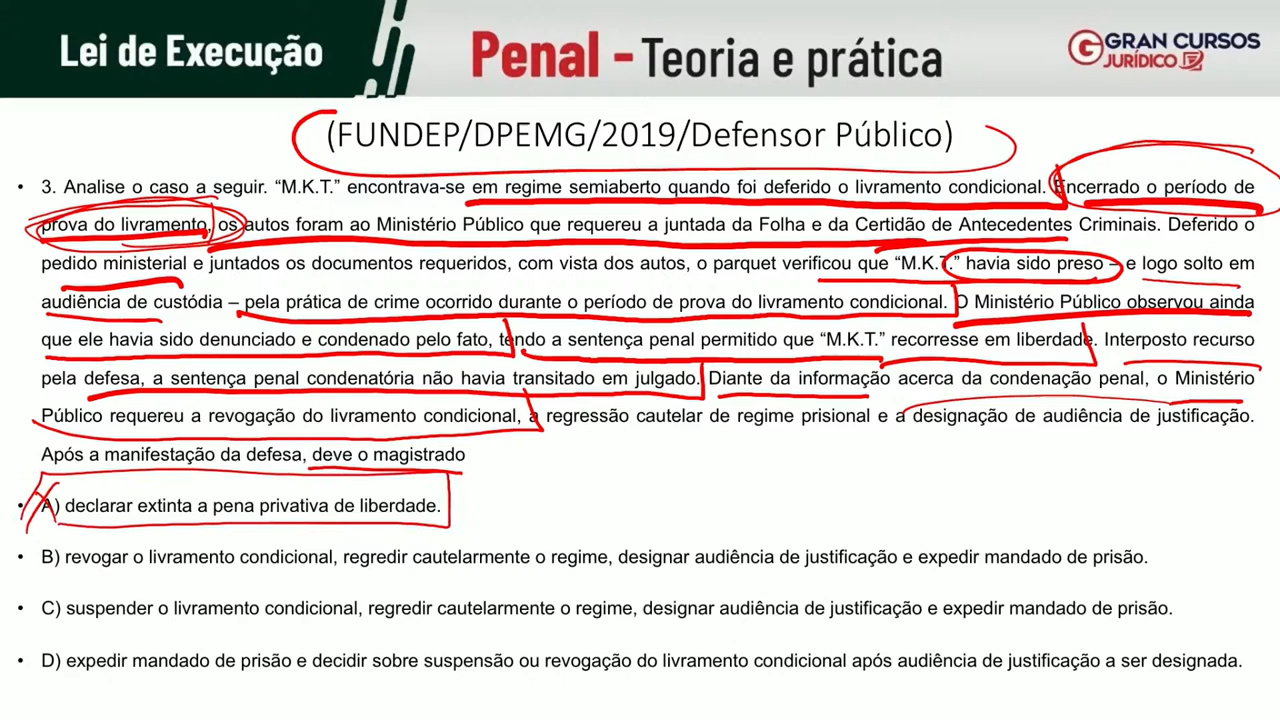 Lei de Execução Penal - Teoria e prática
GRAN CURSOS
JURÍDICO
(FUNDEP/DPEMG/2019/Defensor Público)
• 3. Analise o caso a seguir. “M.K.T.” encontrava-se em regime semiaberto quando foi deferido o livramento condicional. Encerrado o período de
prova do livramento, os autos foram ao Ministério Público que requereu a juntada da Folha e da Certidão de Antecedentes Criminais. Deferido o
pedido ministerial e juntados os documentos requeridos, com vista dos autos, o parquet verificou que “M.K.T.” havia sido preso – e logo solto em
audiência de custódia – pela prática de crime ocorrido durante o período de prova do livramento condicional. O Ministério Público observou ainda
que ele havia sido denunciado e condenado pelo fato, tendo a sentença penal permitido que “M.K.T.” recorresse em liberdade. Interposto recurso
pela defesa, a sentença penal condenatória não havia transitado em julgado. Diante da informação acerca da condenação penal, o Ministério
Público requereu a revogação do livramento condicional, a regressão cautelar de regime prisional e a designação de audiência de justificação.
Após a manifestação da defesa, deve o magistrado
• A) declarar extinta a pena privativa de liberdade.
• B) revogar o livramento condicional, regredir cautelarmente o regime, designar audiência de justificação e expedir mandado de prisão.
• C) suspender o livramento condicional, regredir cautelarmente o regime, designar audiência de justificação e expedir mandado de prisão.
• D) expedir mandado de prisão e decidir sobre suspensão ou revogação do livramento condicional após audiência de justificação a ser designada.